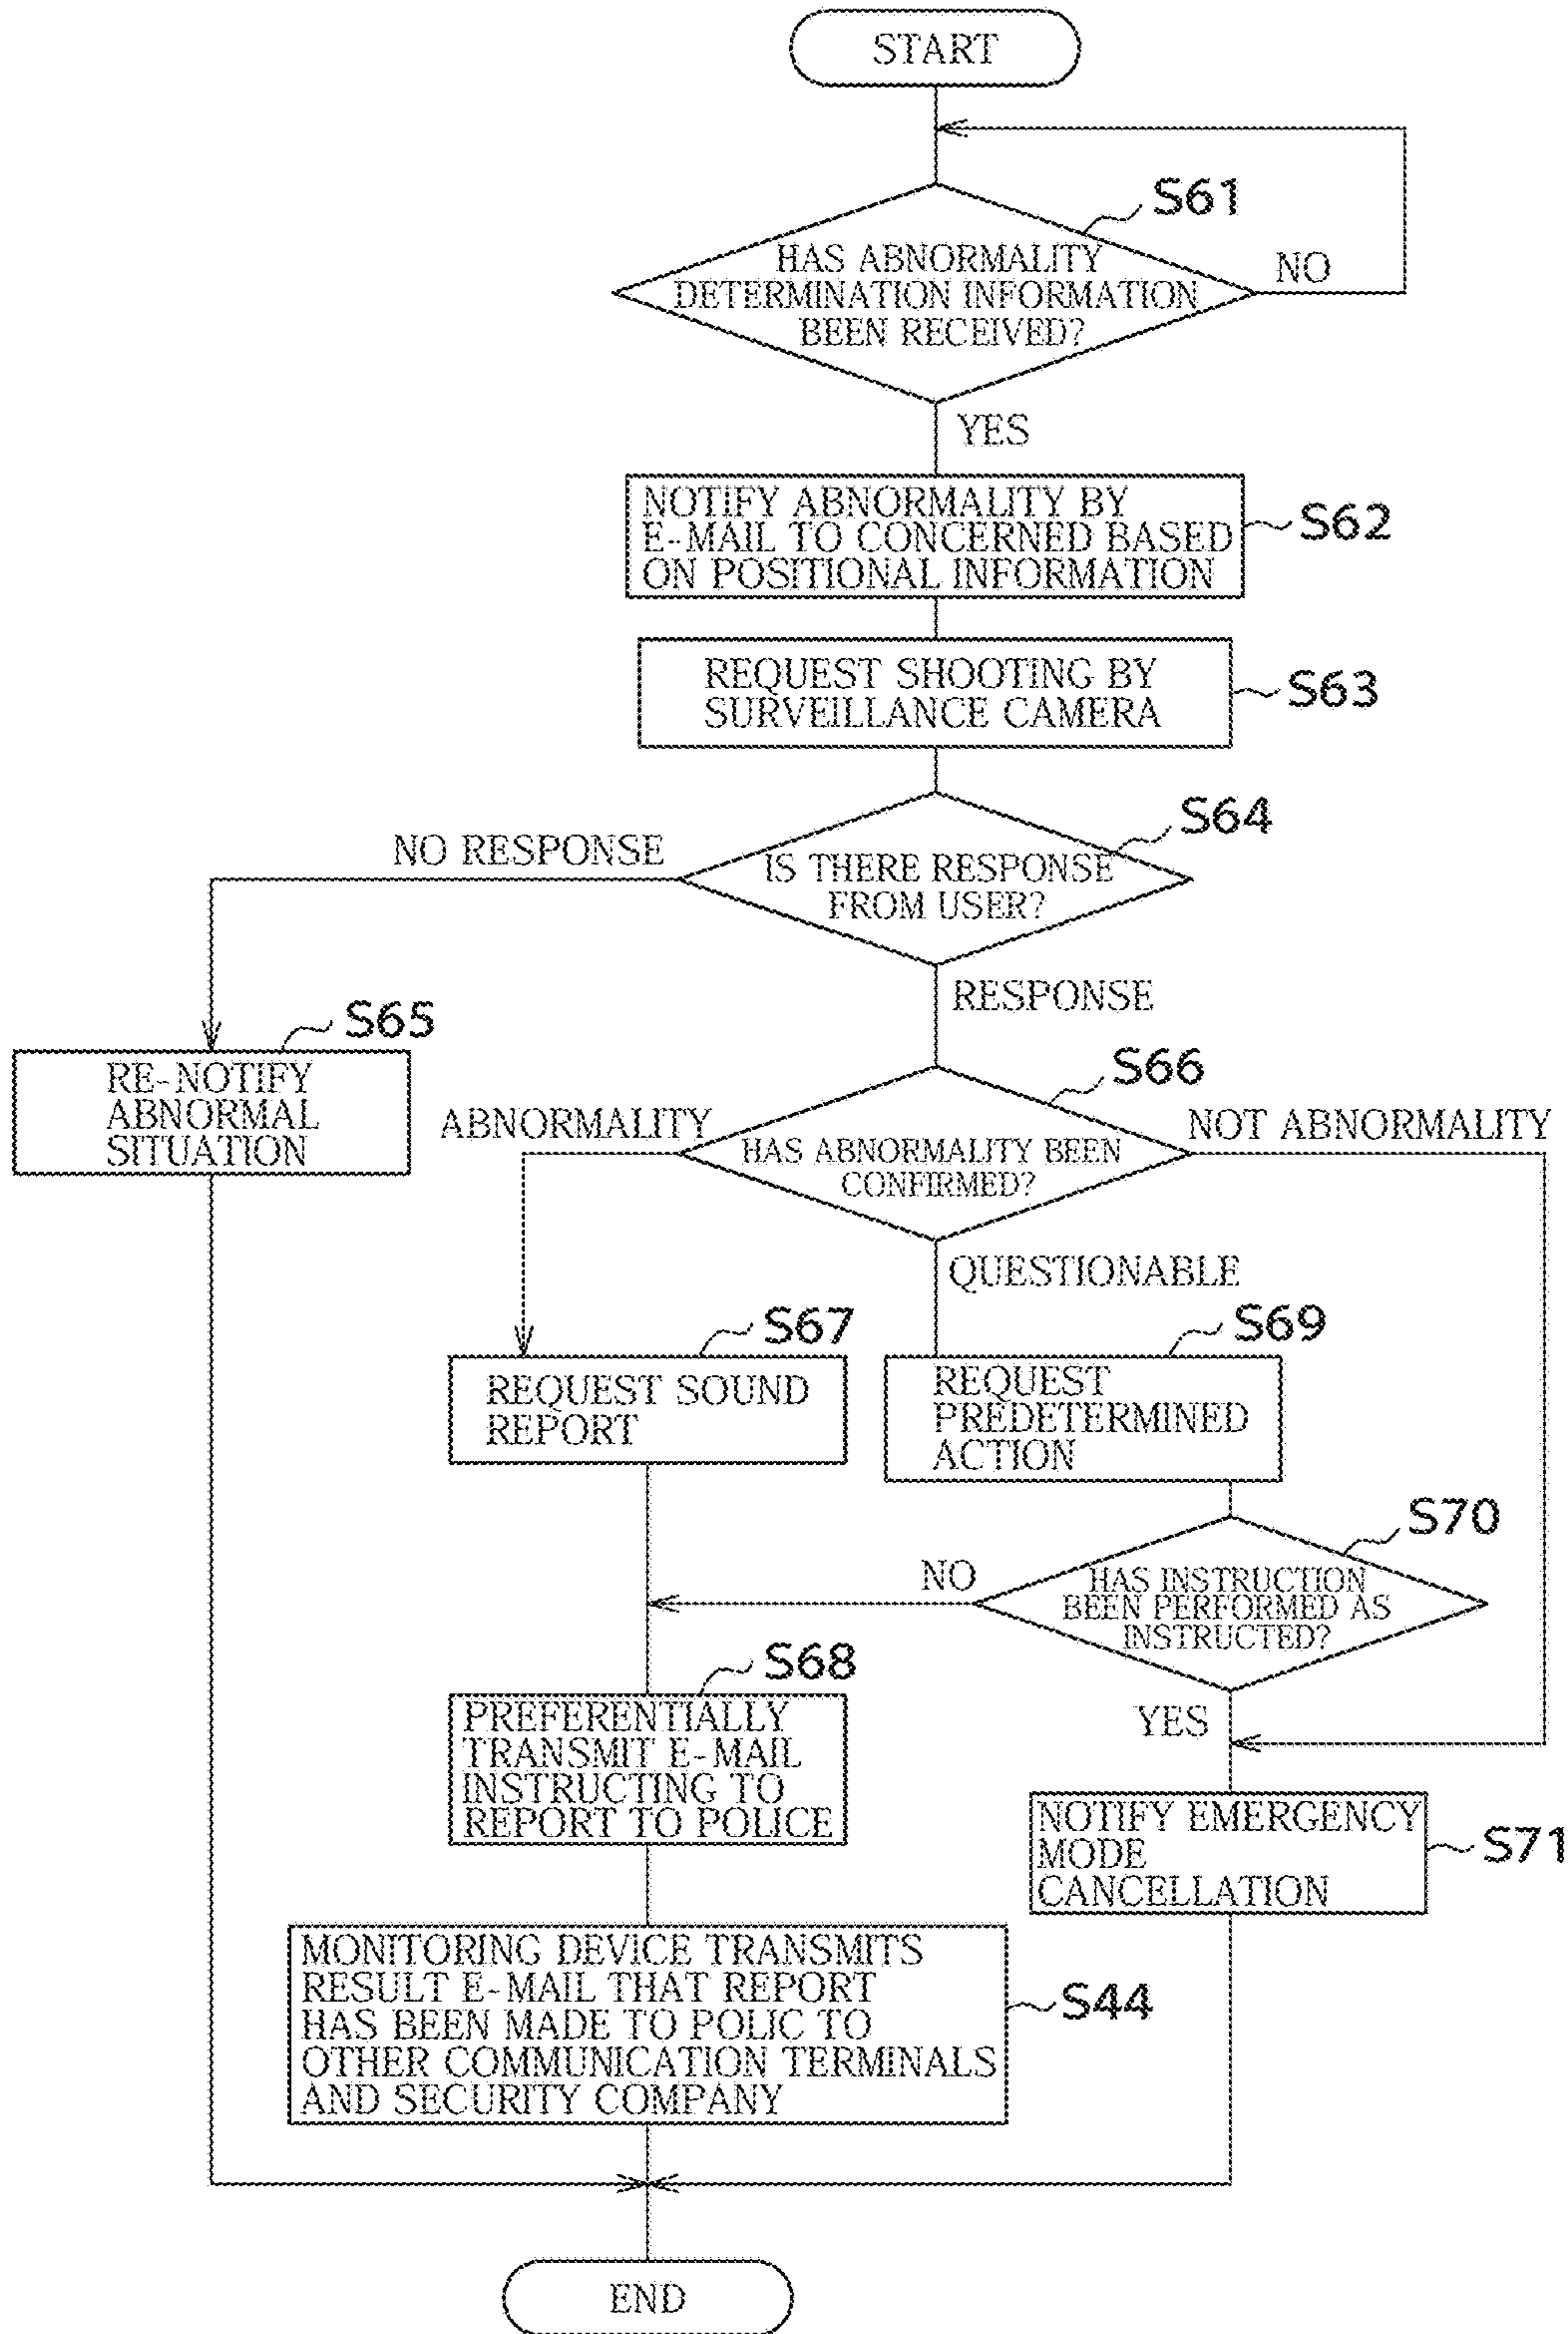 START
S61
HAS ABNORMALITY
DETERMINATION INFORMATION
BEEN RECEIVED?
NO
YES
NOTIFY ABNORMALITY BY
E-MAIL TO CONCERNED BASED
ON POSITIONAL INFORMATION
S62
REQUEST SHOOTING BY
SURVEILLANCE CAMERA
S63
S64
NO RESPONSE
IS THERE RESPONSE
FROM USER?
RESPONSE
S65
RE-NOTIFY
ABNORMAL
SITUATION
S66
ABNORMALITY
NOT ABNORMALITY
HAS ABNORMALITY BEEN
CONFIRMED?
QUESTIONABLE
S67
REQUEST SOUND
REPORT
S69
REQUEST
PREDETERMINED
ACTION
S70
NO
HAS INSTRUCTION
BEEN PERFORMED AS
INSTRUCTED?
YES
S68
PREFERENTIALLY
TRANSMIT E-MAIL
INSTRUCTING TO
REPORT TO POLICE
NOTIFY EMERGENCY
MODE
CANCELLATION
S71
MONITORING DEVICE TRANSMITS
RESULT E-MAIL THAT REPORT
HAS BEEN MADE TO POLIC TO
OTHER COMMUNICATION TERMINALS
AND SECURITY COMPANY
S44
END